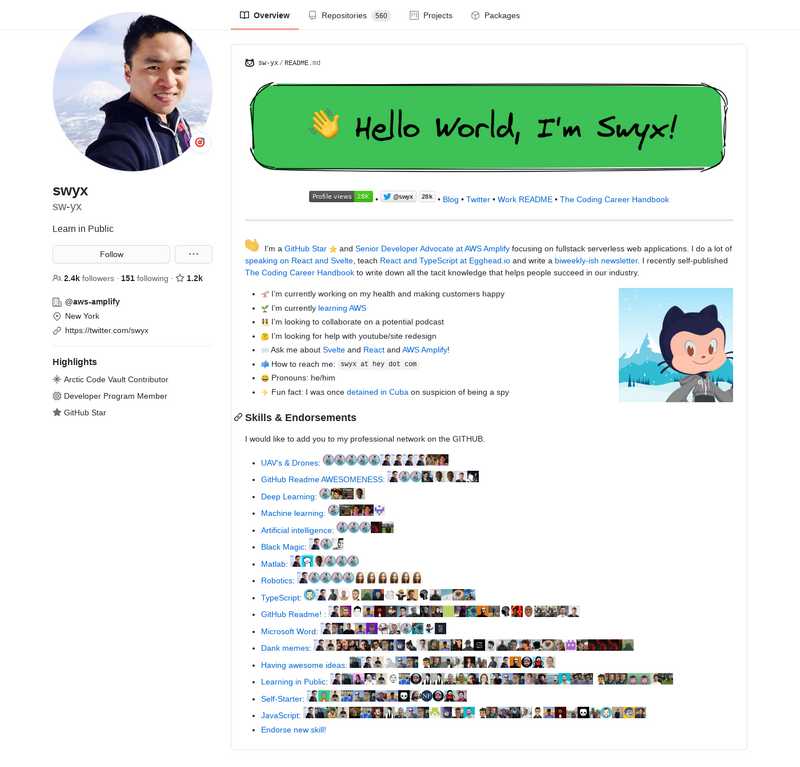 Overview
Repositories 560
Projects
Packages
swyx
sw-yx
Learn in Public
Follow
...
2.4k followers · 151 following · 1.2k
@aws-amplify
New York
https://twitter.com/swyx
Highlights
Arctic Code Vault Contributor
Developer Program Member
GitHub Star
sw-yx / README.md
Hello World, I'm Swyx!
Profile views 28K • @swyx 28k • Blog • Twitter • Work README • The Coding Career Handbook
I'm a GitHub Star ⭐ and Senior Developer Advocate at AWS Amplify focusing on fullstack serverless web applications. I do a lot of
speaking on React and Svelte, teach React and TypeScript at Egghead.io and write a biweekly-ish newsletter. I recently self-published
The Coding Career Handbook to write down all the tacit knowledge that helps people succeed in our industry.
I'm currently working on my health and making customers happy
I'm currently learning AWS
I'm looking to collaborate on a potential podcast
I'm looking for help with youtube/site redesign
Ask me about Svelte and React and AWS Amplify!
How to reach me: swyx at hey dot com
Pronouns: he/him
Fun fact: I was once detained in Cuba on suspicion of being a spy
Skills & Endorsements
I would like to add you to my professional network on the GITHUB.
UAV's & Drones:
GitHub Readme AWESOMENESS:
Deep Learning:
Machine learning:
Artificial intelligence:
Black Magic:
Matlab:
Robotics:
TypeScript:
GitHub Readme! :
Microsoft Word:
Dank memes:
Having awesome ideas:
Learning in Public:
Self-Starter:
JavaScript:
Endorse new skill!